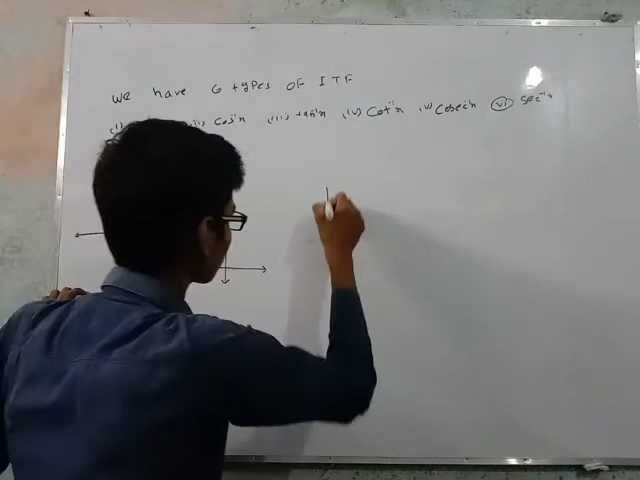 We have 6 types of ITF
(i) (ii) Cos⁻¹x (iii) tan⁻¹x (iv) Cot⁻¹x (v) Cosec⁻¹x (vi) Sec⁻¹x